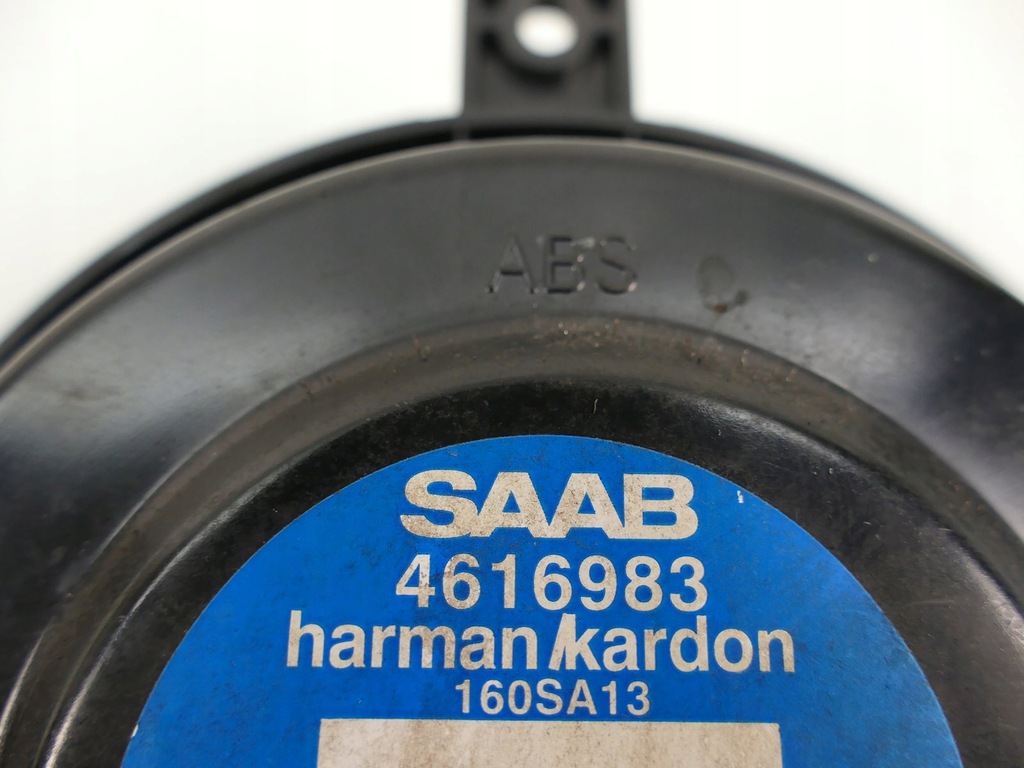 ABS
SAAB
4616983
harman/kardon
160SA13